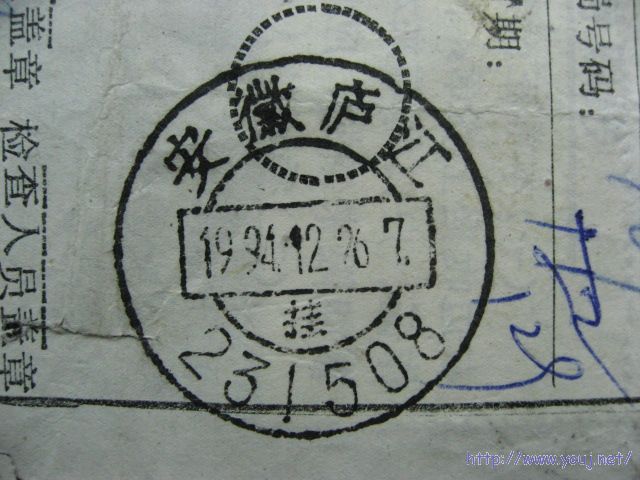 安徽庐江
1994.12.26.7
231508
盖章 检查人员盖章
期：
号码：
http://www.youj.net/